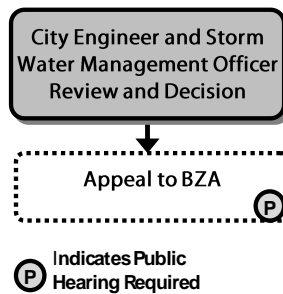 City Engineer and Storm
Water Management Officer
Review and Decision
Appeal to BZA
P
Indicates Public
P
Hearing Required